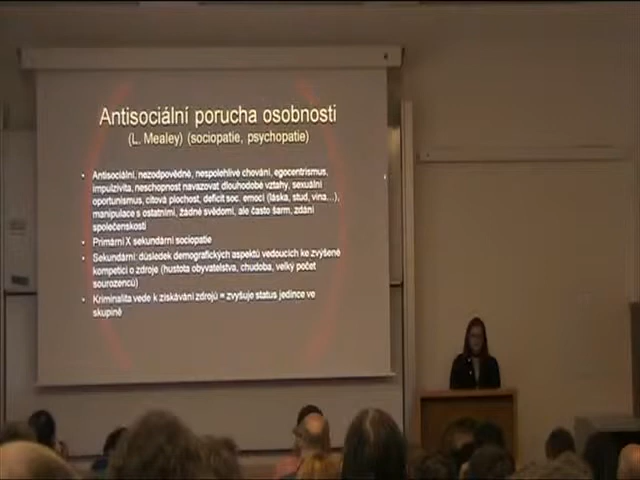 Antisociální porucha osobnosti
(L. Mealey) (sociopatie, psychopatie)
• Antisociální, nezodpovědné, nespolehlivé chování, egocentrismus,
impulzivita, neschopnost navazovat dlouhodobé vztahy, sexuální
oportunismus, citová plochost, deficit soc. emocí (láska, stud, vina…),
manipulace s ostatními, žádné svědomí, ale často šarm, zdání
společenskosti
• Primární X sekundární sociopatie
• Sekundární: důsledek demografických aspektů vedoucích ke zvýšené
kompetici o zdroje (hustota obyvatelstva, chudoba, velký počet
sourozenců)
• Kriminalita vede k získávání zdrojů = zvyšuje status jedince ve
skupině